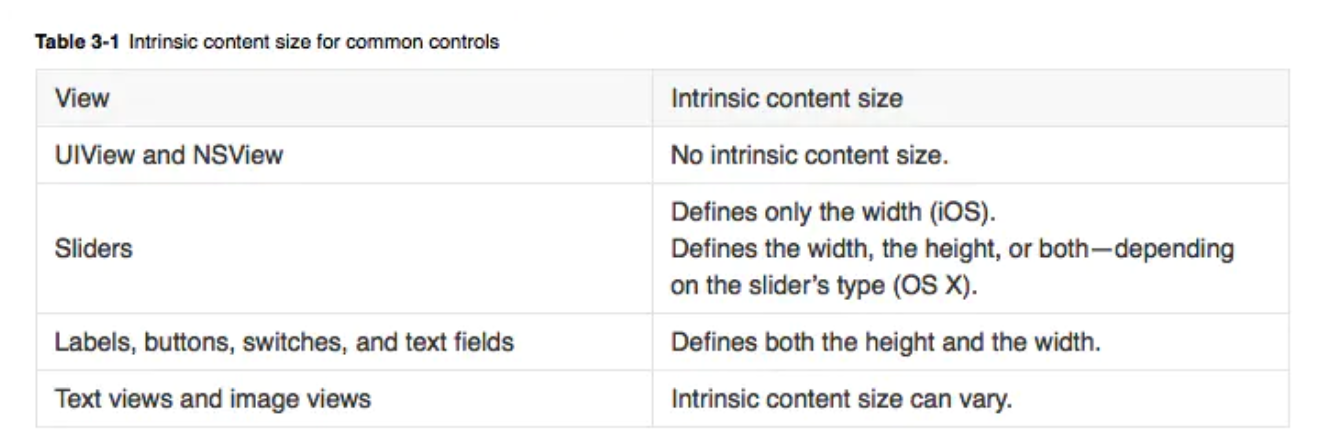 Table 3-1 Intrinsic content size for common controls
View
Intrinsic content size
UIView and NSView
No intrinsic content size.
Sliders
Defines only the width (iOS).
Defines the width, the height, or both—depending
on the slider's type (OS X).
Labels, buttons, switches, and text fields
Defines both the height and the width.
Text views and image views
Intrinsic content size can vary.